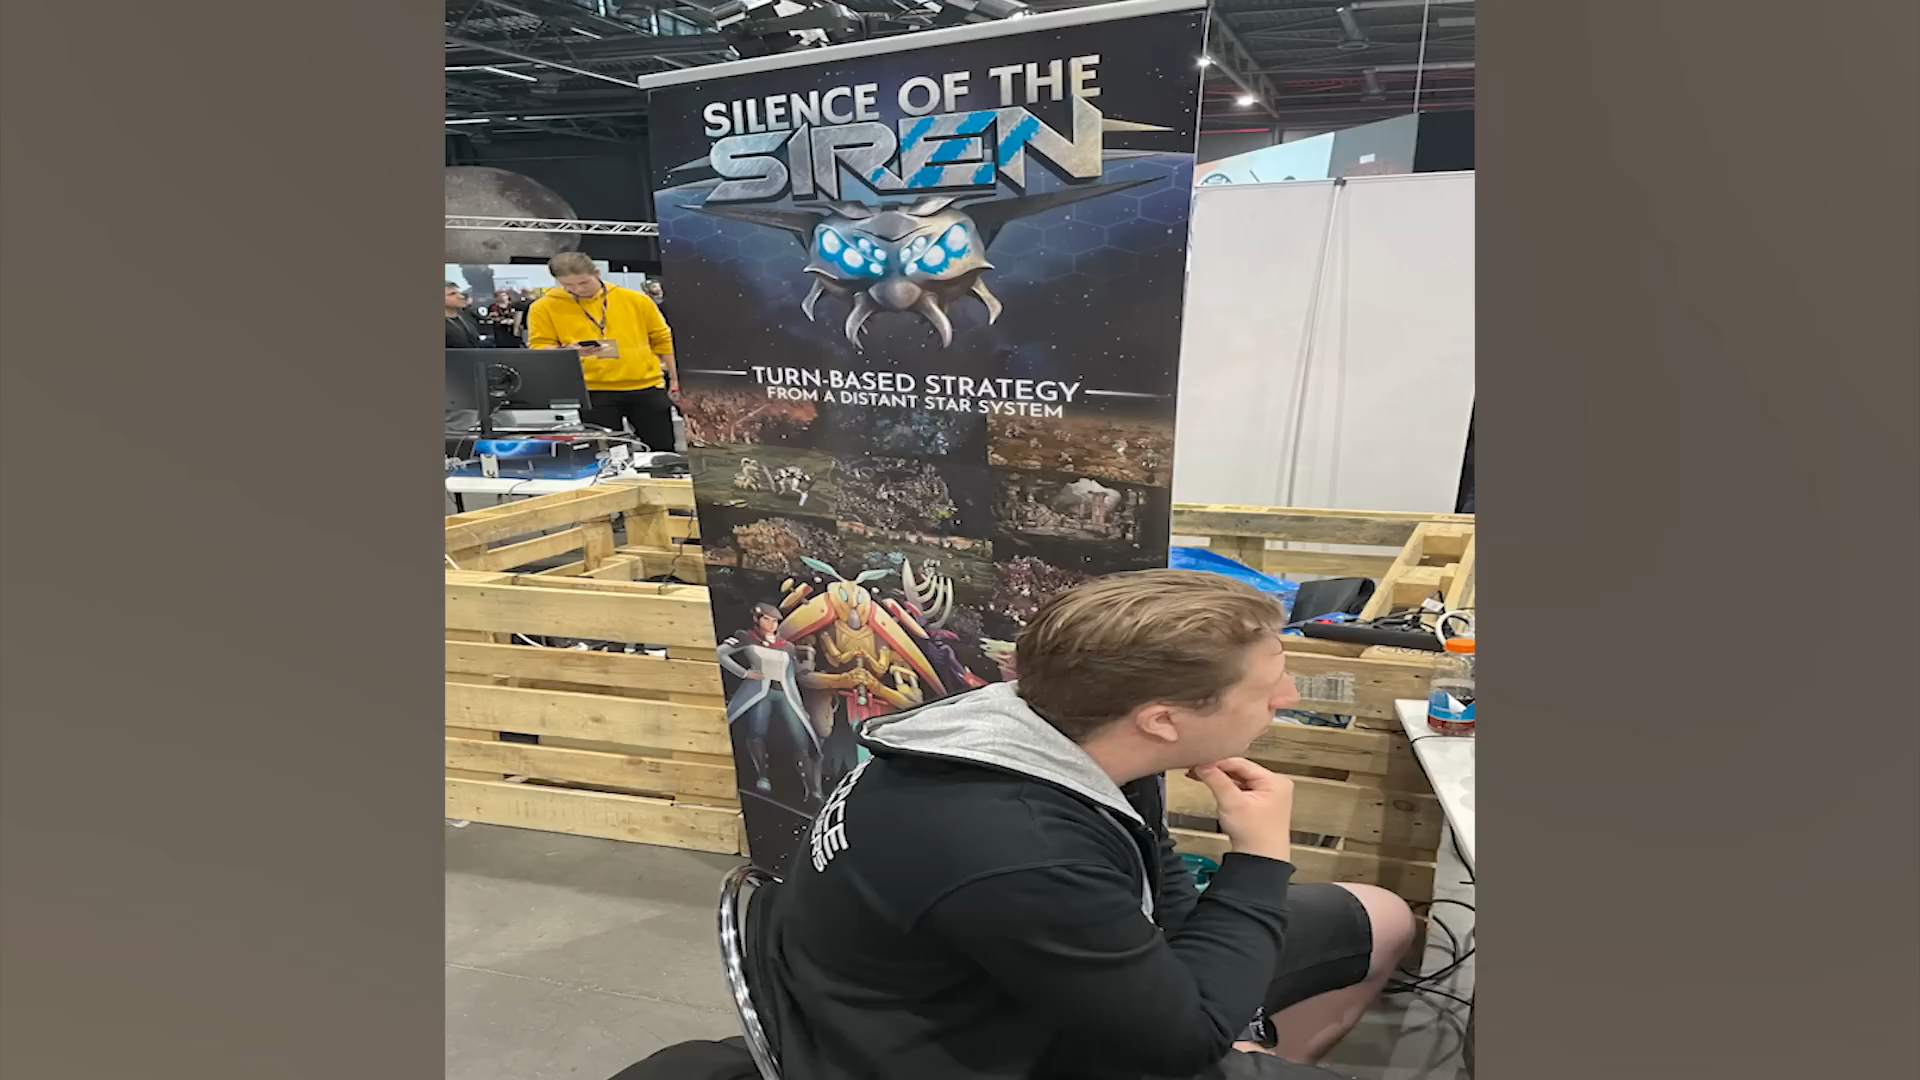 SILENCE OF THE
SIREN
TURN-BASED STRATEGY
FROM A DISTANT STAR SYSTEM